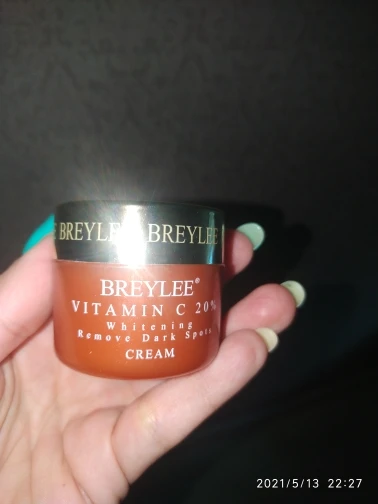 BREYLEE BREYLEE
BREYLEE®
VITAMIN C 20%
Whitening
Remove Dark Spots
CREAM
2021/5/13 22:27